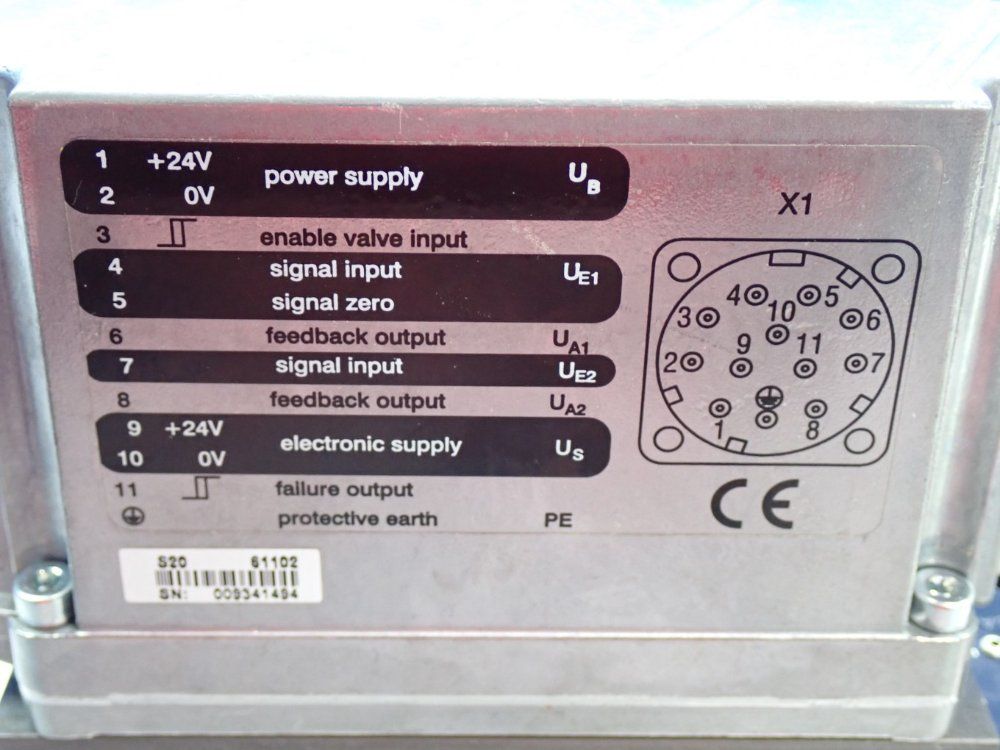 1 +24V power supply UB
2 0V
3 enable valve input
4 signal input UE1
5 signal zero
6 feedback output UA1
7 signal input UE2
8 feedback output UA2
9 +24V electronic supply US
10 0V
11 failure output
protective earth PE
X1
4 10 5
3 6
9 11
2 7
1 8
CE
S20 61102
SN: 009341494